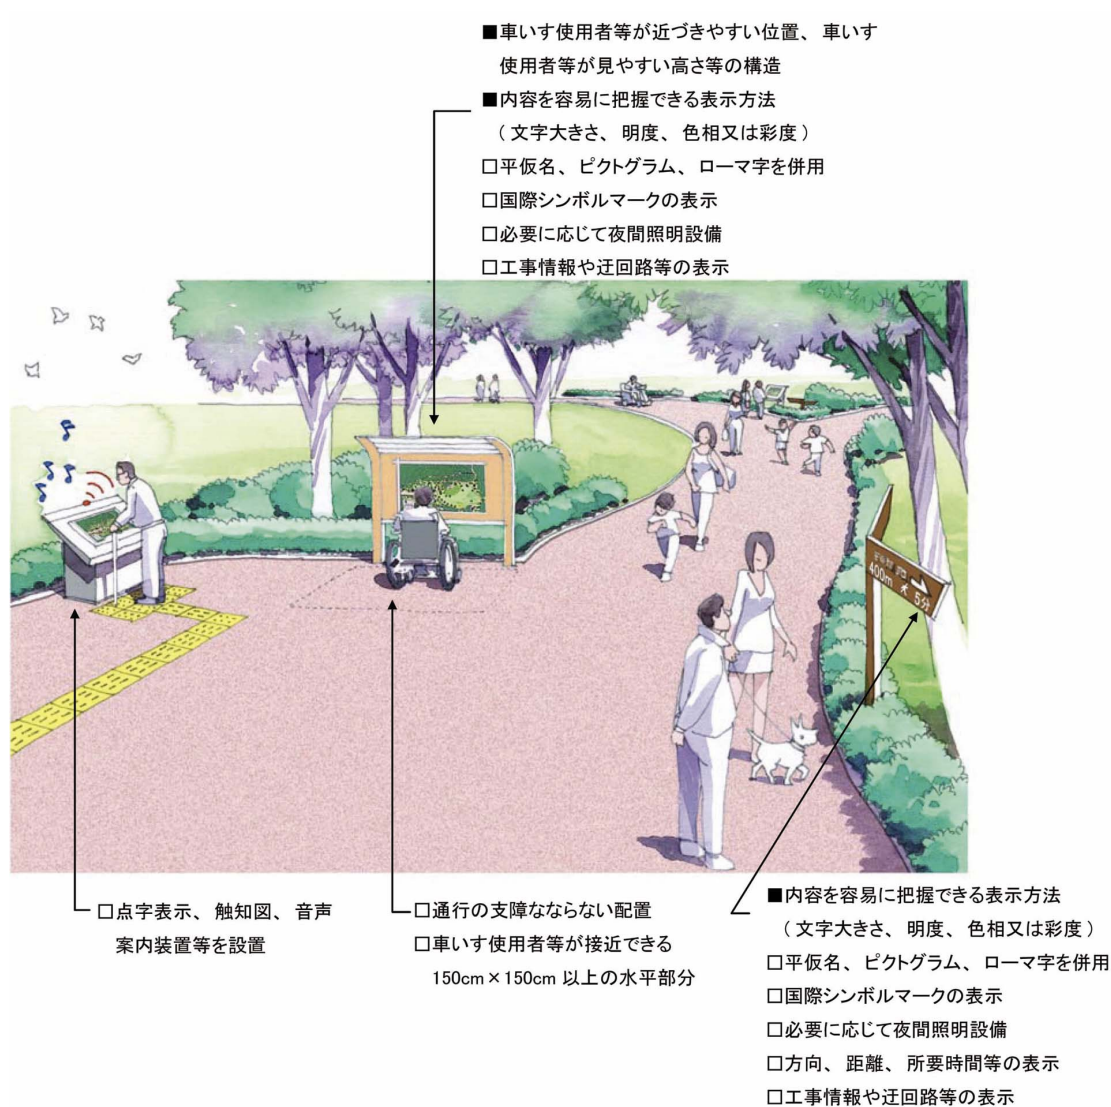 ■車いす使用者等が近づきやすい位置、車いす
使用者等が見やすい高さ等の構造
■内容を容易に把握できる表示方法
（文字大きさ、明度、色相又は彩度）
□平仮名、ピクトグラム、ローマ字を併用
□国際シンボルマークの表示
□必要に応じて夜間照明設備
□工事情報や迂回路等の表示
400m 5分
□点字表示、触知図、音声
案内装置等を設置
□通行の支障なならない配置
□車いす使用者等が接近できる
150cm×150cm 以上の水平部分
■内容を容易に把握できる表示方法
（文字大きさ、明度、色相又は彩度）
□平仮名、ピクトグラム、ローマ字を併用
□国際シンボルマークの表示
□必要に応じて夜間照明設備
□方向、距離、所要時間等の表示
□工事情報や迂回路等の表示